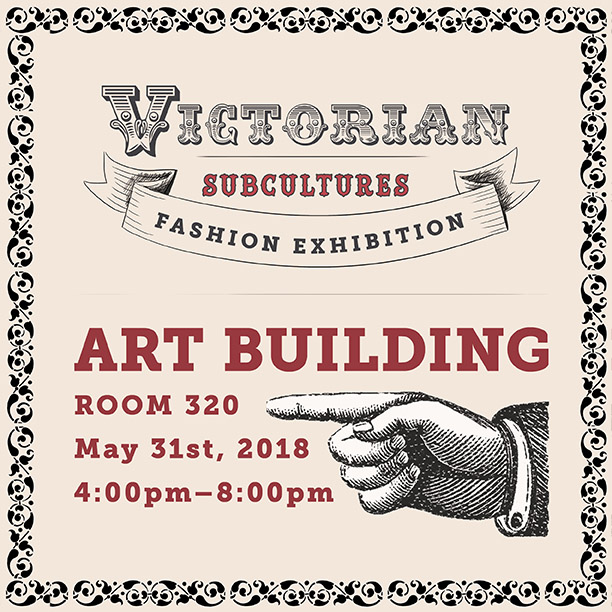 VICTORIAN
SUBCULTURES
FASHION EXHIBITION
ART BUILDING
ROOM 320
May 31st, 2018
4:00pm–8:00pm